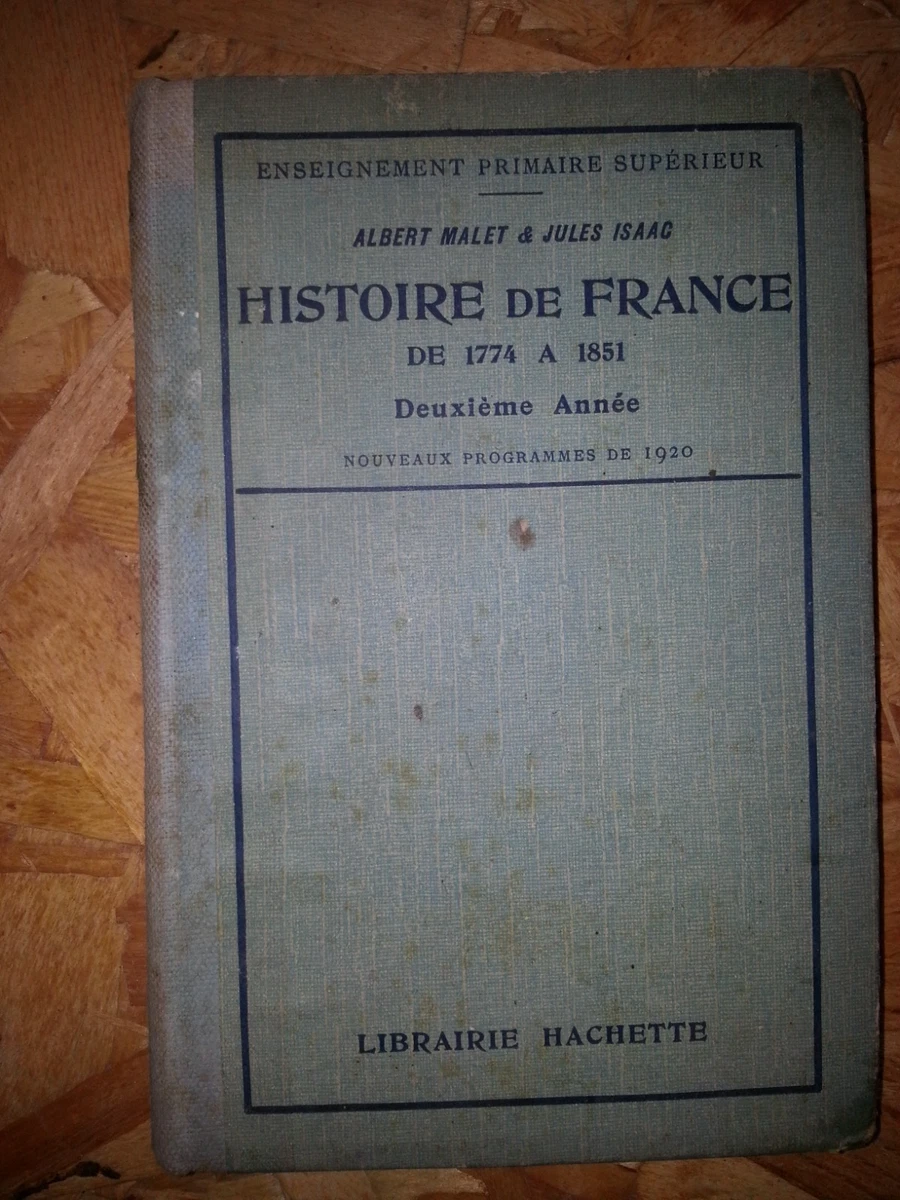 ENSEIGNEMENT PRIMAIRE SUPÉRIEUR
ALBERT MALET & JULES ISAAC
HISTOIRE DE FRANCE
DE 1774 A 1851
Deuxième Année
NOUVEAUX PROGRAMMES DE 1920
LIBRAIRIE HACHETTE